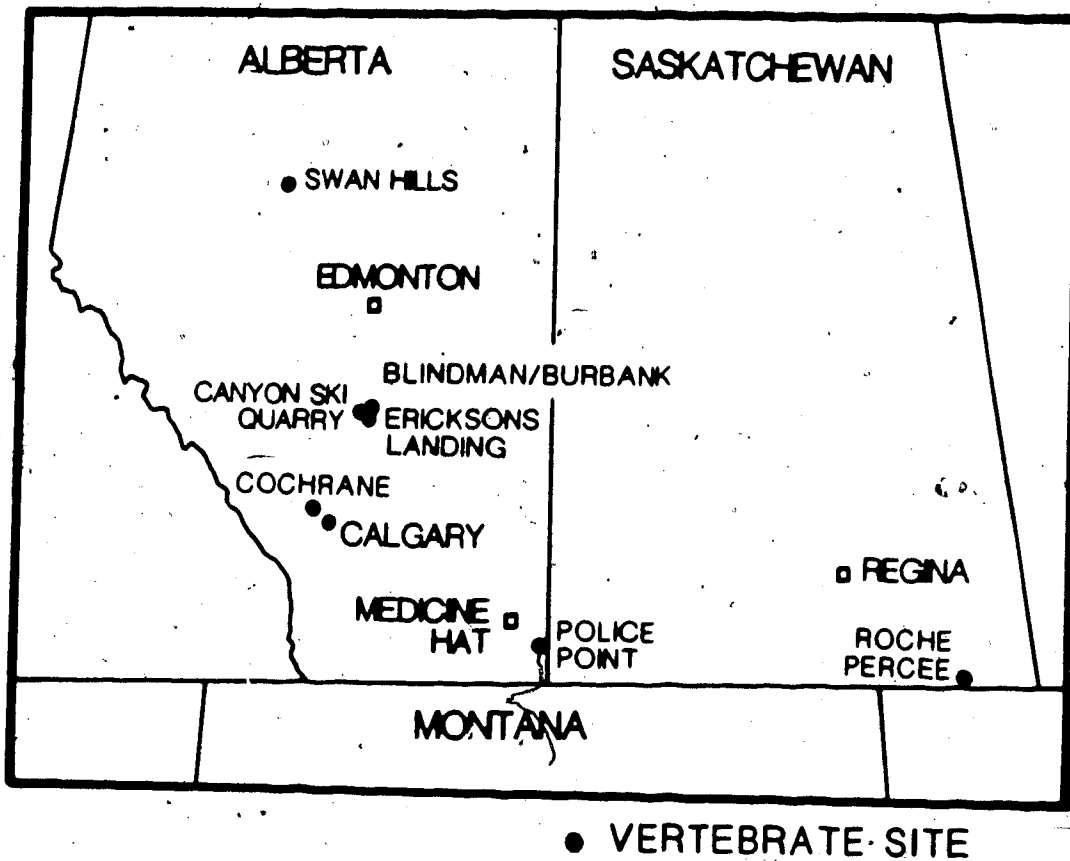 ALBERTA
SASKATCHEWAN
SWAN HILLS
EDMONTON
BLINDMAN/BURBANK
CANYON SKI
QUARRY
ERICKSONS
LANDING
COCHRANE
CALGARY
REGINA
MEDICINE
HAT
POLICE
POINT
ROCHE
PERCEE
MONTANA
VERTEBRATE SITE